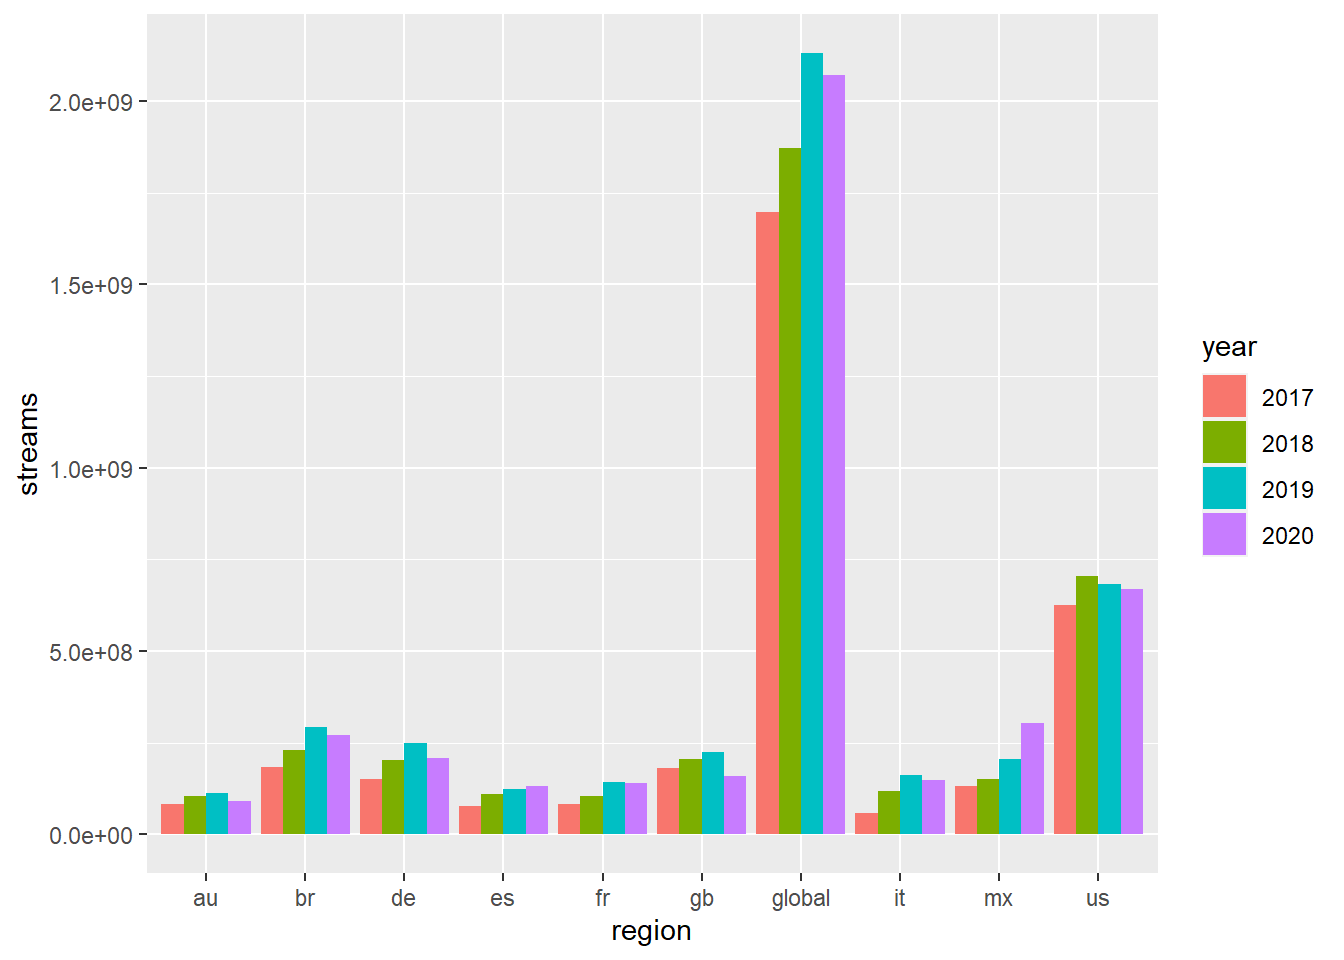 streams
2.0e+09
1.5e+09
1.0e+09
5.0e+08
0.0e+00
au br de es fr gb global it mx us
region
year
2017
2018
2019
2020